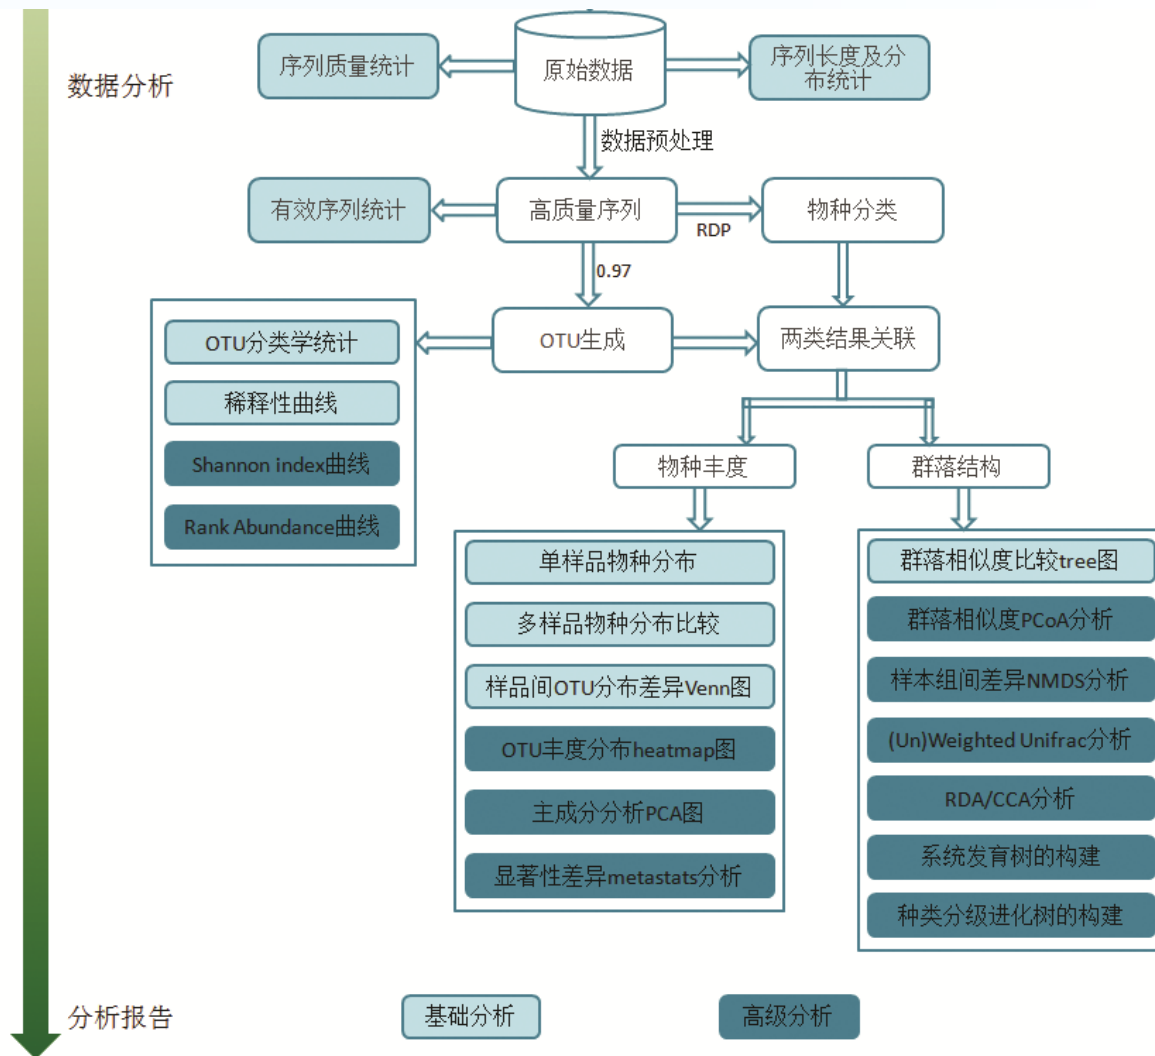 数据分析
序列质量统计
原始数据
序列长度及分
布统计
数据预处理
有效序列统计
高质量序列
RDP
物种分类
0.97
OTU生成
两类结果关联
OTU分类学统计
稀释性曲线
Shannon index曲线
Rank Abundance曲线
物种丰度
群落结构
单样品物种分布
多样品物种分布比较
样品间OTU分布差异Venn图
OTU丰度分布heatmap图
主成分分析PCA图
显著性差异metastats分析
群落相似度比较tree图
群落相似度PCoA分析
样本组间差异NMDS分析
(Un)Weighted Unifrac分析
RDA/CCA分析
系统发育树的构建
种类分级进化树的构建
分析报告
基础分析
高级分析